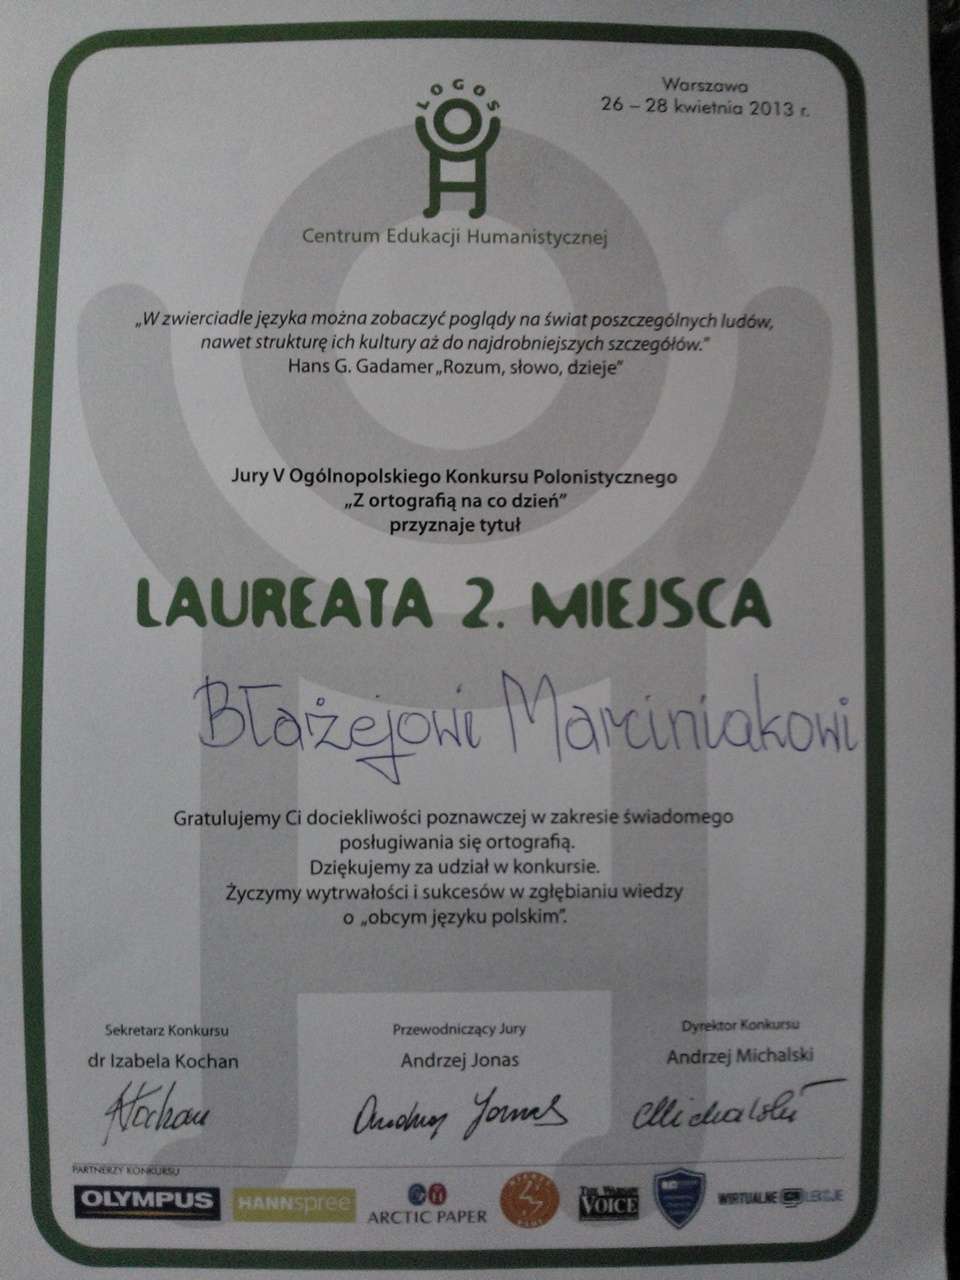 Warszawa
26 – 28 kwietnia 2013 r.
LOGOS
Centrum Edukacji Humanistycznej
„W zwierciadle języka można zobaczyć poglądy na świat poszczególnych ludów,
nawet strukturę ich kultury aż do najdrobniejszych szczegółów.”
Hans G. Gadamer „Rozum, słowo, dzieje”
Jury V Ogólnopolskiego Konkursu Polonistycznego
„Z ortografią na co dzień”
przyznaje tytuł
LAUREATA 2. MIEJSCA
Błażejowi Marciniakowi
Gratulujemy Ci dociekliwości poznawczej w zakresie świadomego
posługiwania się ortografią.
Dziękujemy za udział w konkursie.
Życzymy wytrwałości i sukcesów w zgłębianiu wiedzy
o „obcym języku polskim”.
Sekretarz Konkursu Przewodniczący Jury Dyrektor Konkursu
dr Izabela Kochan Andrzej Jonas Andrzej Michalski
IKochan Andrzej Jonas AMichalski
PARTNERZY KONKURSU
OLYMPUS HANNspree ARCTIC PAPER The Warsaw VOICE WIRTUALNE LEKCJE